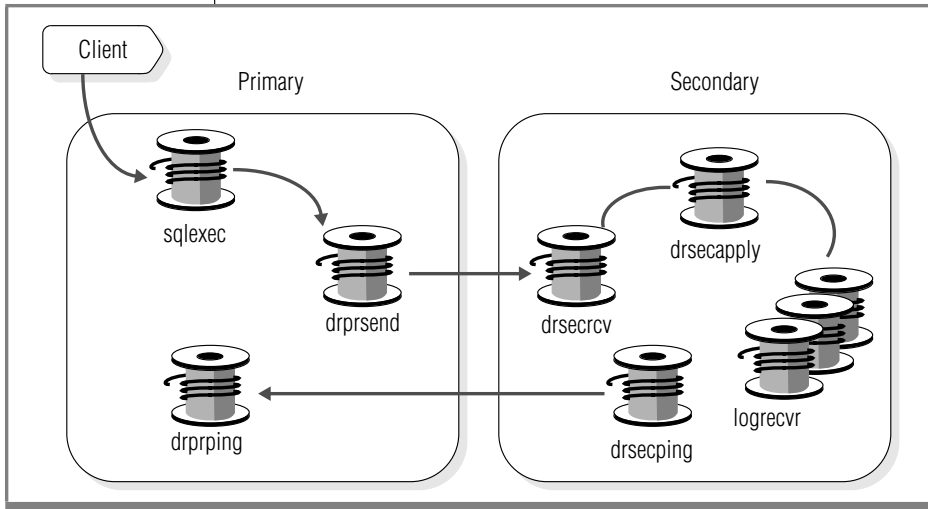 Client
Primary
Secondary
sqlexec
drprsend
drsecrcv
drsecapply
drprping
drsecping
logrecvr